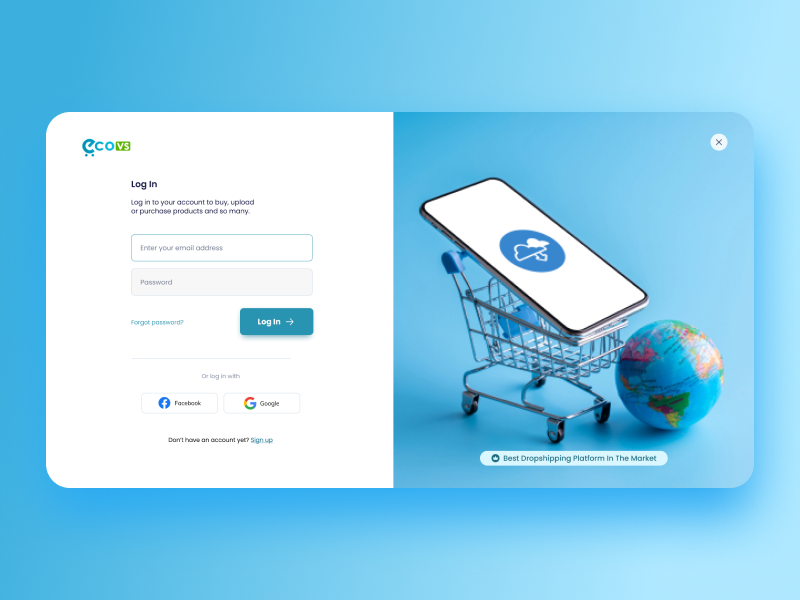 ecovs
Log In
Log in to your account to buy, upload
or purchase products and so many.
Enter your email address
Password
Forgot password?
Log In
Or log in with
Facebook
Google
Don't have an account yet? Sign up
Best Dropshipping Platform In The Market